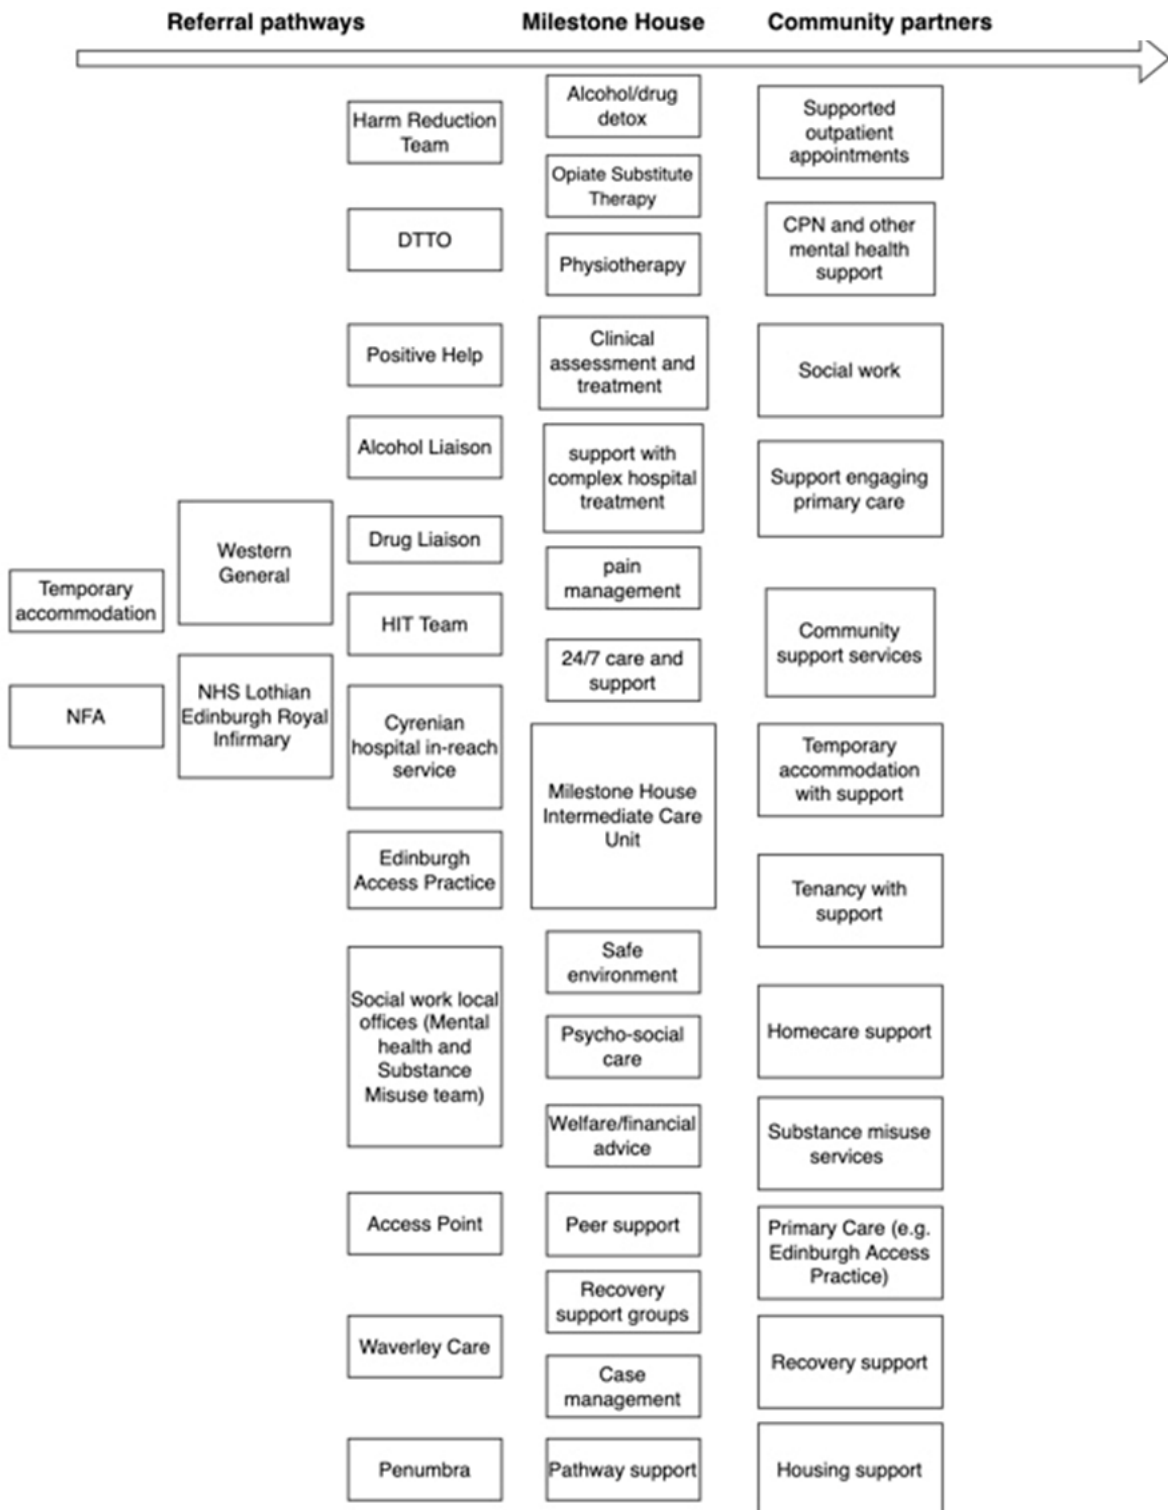 Referral pathways
Milestone House
Community partners
Temporary
accommodation
NFA
Western
General
NHS Lothian
Edinburgh Royal
Infirmary
Harm Reduction
Team
DTTO
Positive Help
Alcohol Liaison
Drug Liaison
HIT Team
Cyrenian
hospital in-reach
service
Edinburgh
Access Practice
Social work local
offices (Mental
health and
Substance
Misuse team)
Access Point
Waverley Care
Penumbra
Alcohol/drug
detox
Opiate Substitute
Therapy
Physiotherapy
Clinical
assessment and
treatment
support with
complex hospital
treatment
pain
management
24/7 care and
support
Milestone House
Intermediate Care
Unit
Safe
environment
Psycho-social
care
Welfare/financial
advice
Peer support
Recovery
support groups
Case
management
Pathway support
Supported
outpatient
appointments
CPN and other
mental health
support
Social work
Support engaging
primary care
Community
support services
Temporary
accommodation
with support
Tenancy with
support
Homecare support
Substance misuse
services
Primary Care (e.g.
Edinburgh Access
Practice)
Recovery support
Housing support